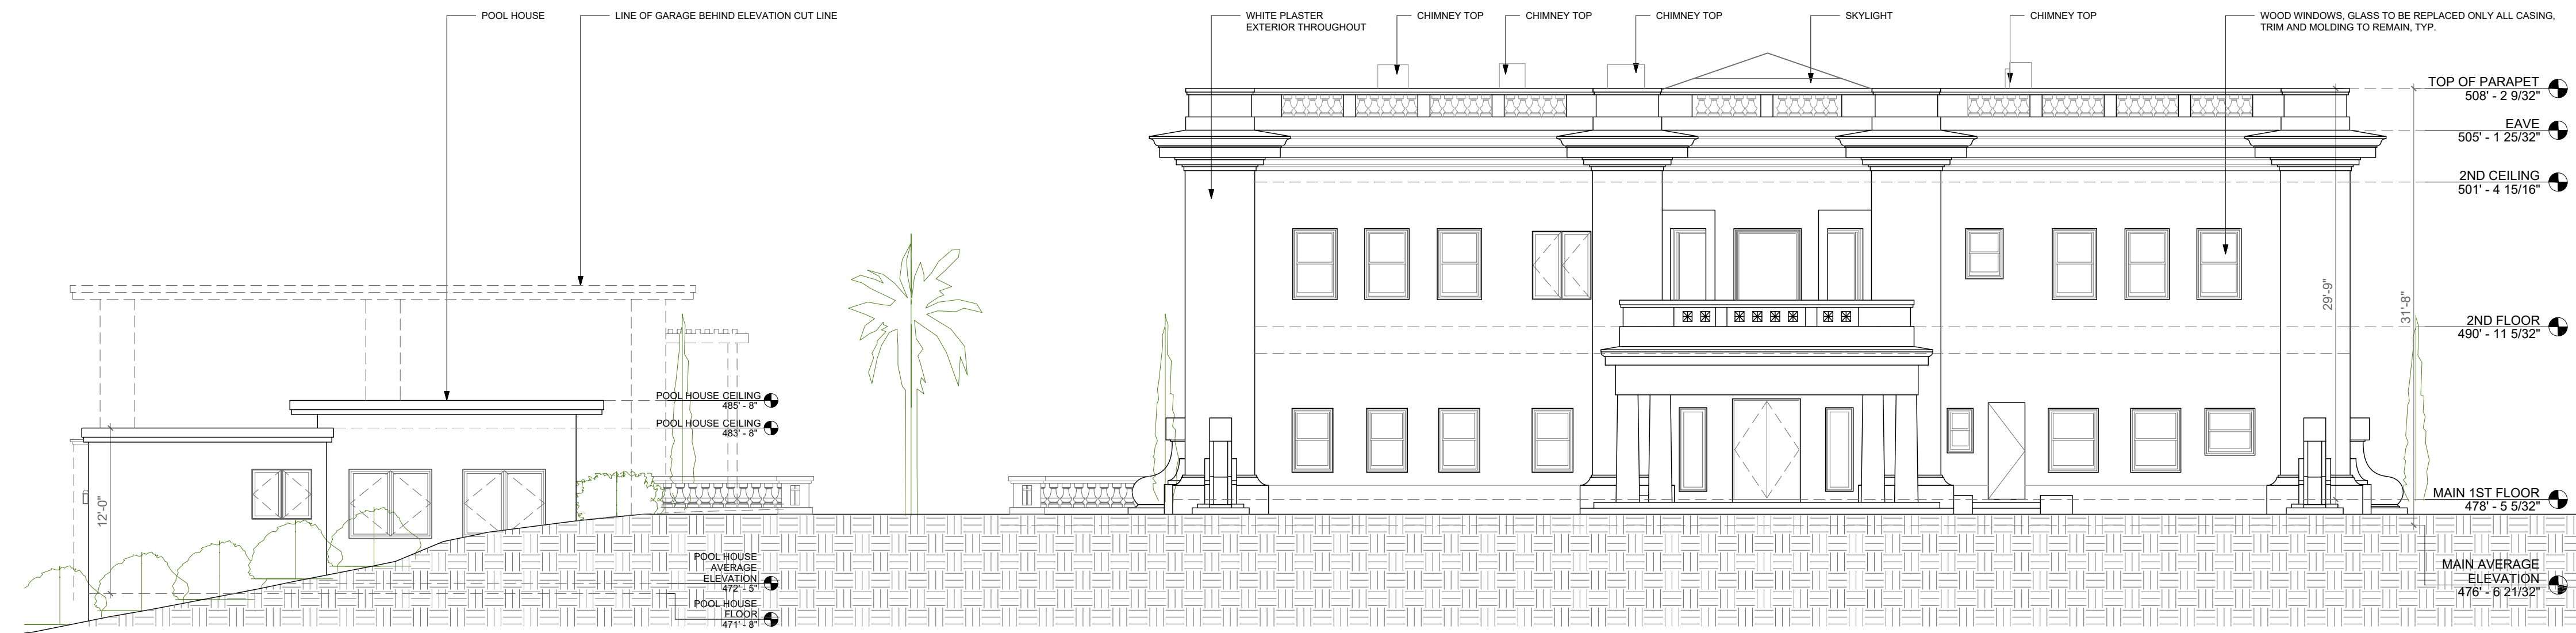 POOL HOUSE
LINE OF GARAGE BEHIND ELEVATION CUT LINE
WHITE PLASTER
EXTERIOR THROUGHOUT
CHIMNEY TOP
CHIMNEY TOP
CHIMNEY TOP
SKYLIGHT
CHIMNEY TOP
WOOD WINDOWS, GLASS TO BE REPLACED ONLY ALL CASING,
TRIM AND MOLDING TO REMAIN, TYP.
TOP OF PARAPET
508' - 2 9/32"
EAVE
505' - 1 25/32"
2ND CEILING
501' - 4 15/16"
29'-9"
31'-8"
2ND FLOOR
490' - 11 5/32"
POOL HOUSE CEILING
485' - 8"
POOL HOUSE CEILING
483' - 8"
12'-0"
MAIN 1ST FLOOR
478' - 5 5/32"
POOL HOUSE
AVERAGE
ELEVATION
472' - 5"
POOL HOUSE
FLOOR
471' - 8"
MAIN AVERAGE
ELEVATION
476' - 6 21/32"